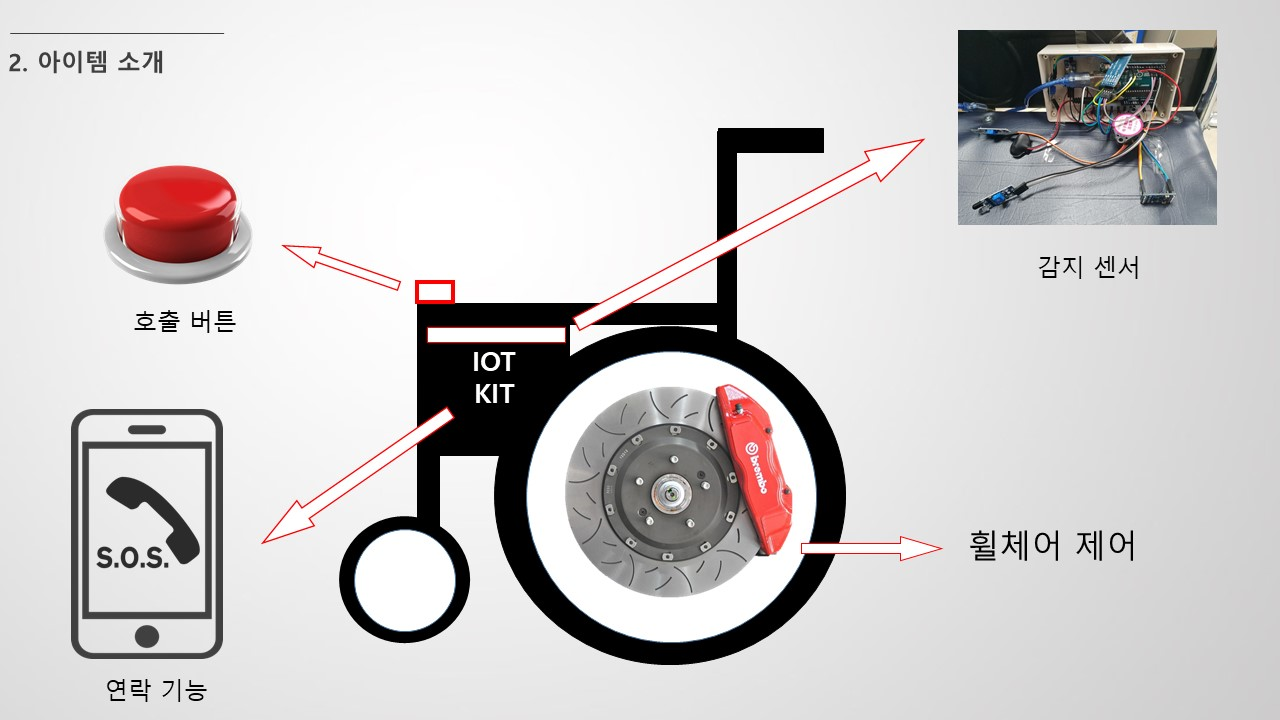 2. 아이템 소개
감지 센서
호출 버튼
IOT
KIT
brembo
S.O.S.
휠체어 제어
연락 기능